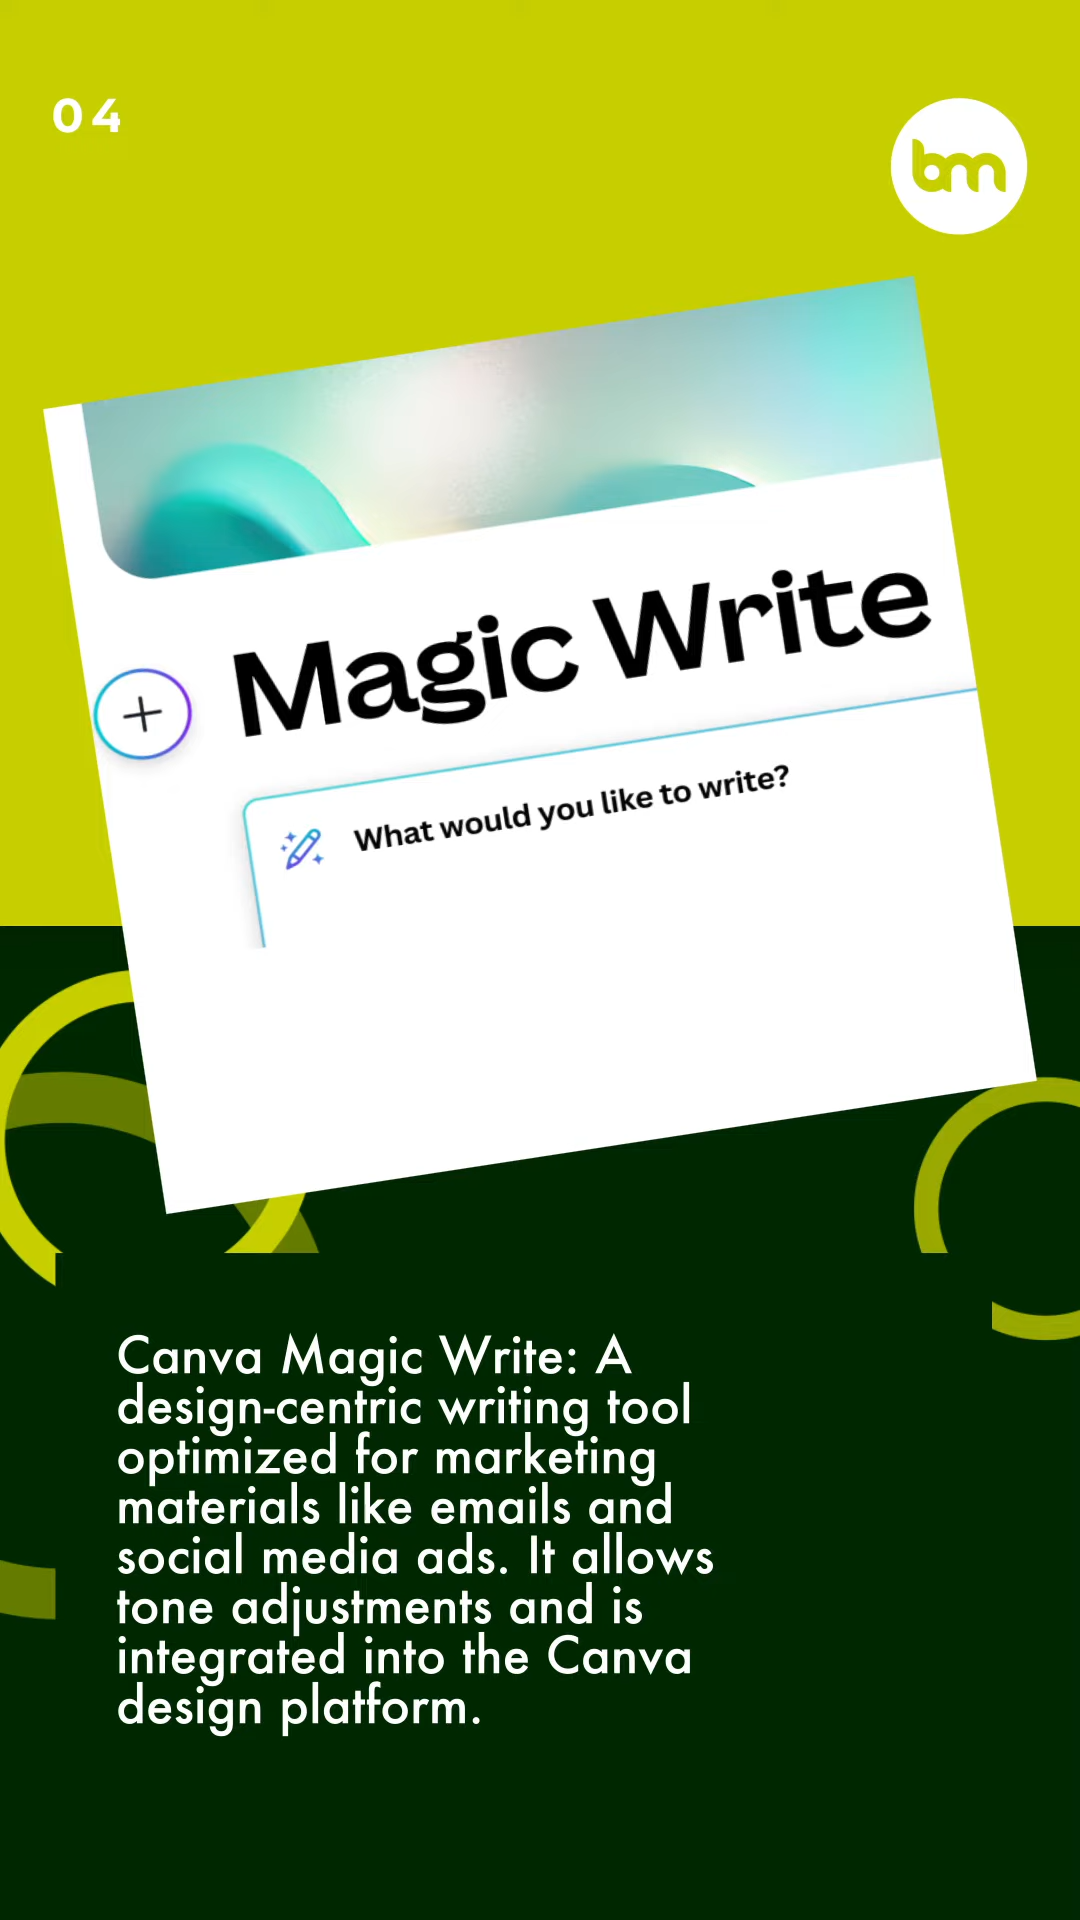 04
bm
Magic Write
What would you like to write?
Canva Magic Write: A
design-centric writing tool
optimized for marketing
materials like emails and
social media ads. It allows
tone adjustments and is
integrated into the Canva
design platform.